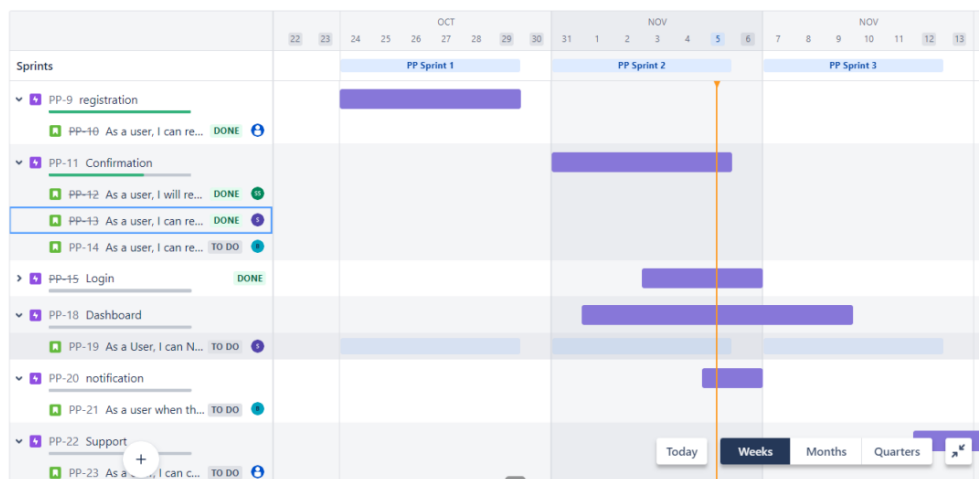 OCT NOV NOV
22 23 24 25 26 27 28 29 30 31 1 2 3 4 5 6 7 8 9 10 11 12 13
Sprints PP Sprint 1 PP Sprint 2 PP Sprint 3
PP-9 registration
PP-10 As a user, I can re... DONE
PP-11 Confirmation
PP-12 As a user, I will re... DONE SS
PP-13 As a user, I can re... DONE S
PP-14 As a user, I can re... TO DO
PP-15 Login DONE
PP-18 Dashboard
PP-19 As a User, I can N... TO DO S
PP-20 notification
PP-21 As a user when th... TO DO
PP-22 Support
Today Weeks Months Quarters
PP-23 As a I can c... TO DO